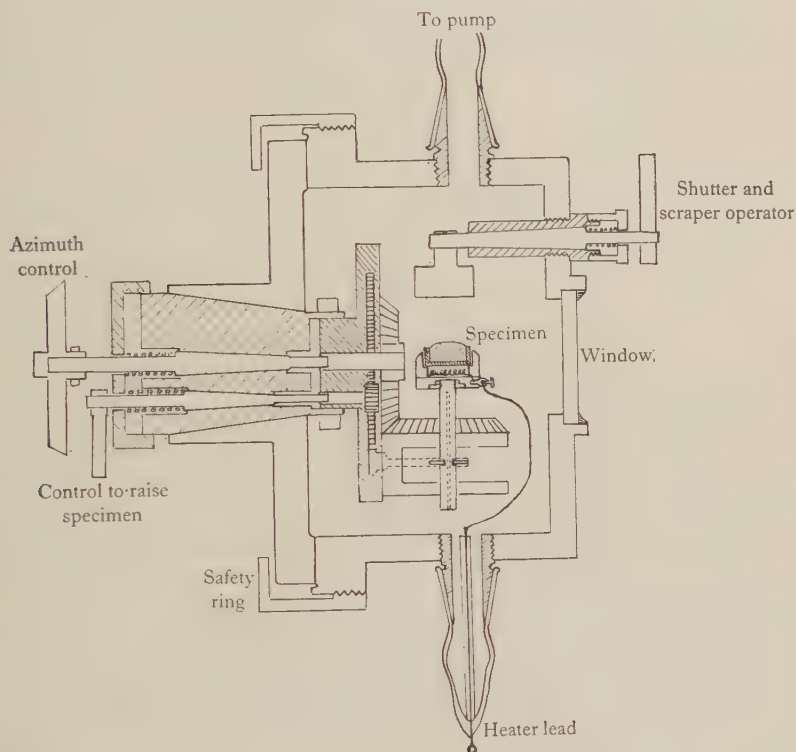 To pump
Shutter and
scraper operator
Azimuth
control
Specimen
Window
Control to raise
specimen
Safety
ring
Heater lead